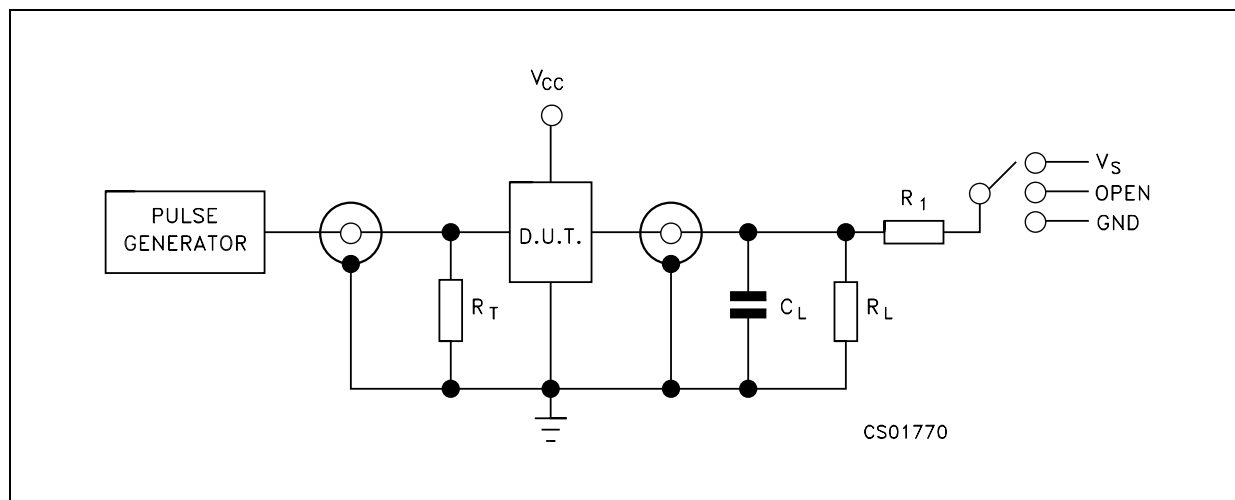 VCC
PULSE
GENERATOR
RT
D.U.T.
CL
RL
R1
VS
OPEN
GND
CS01770